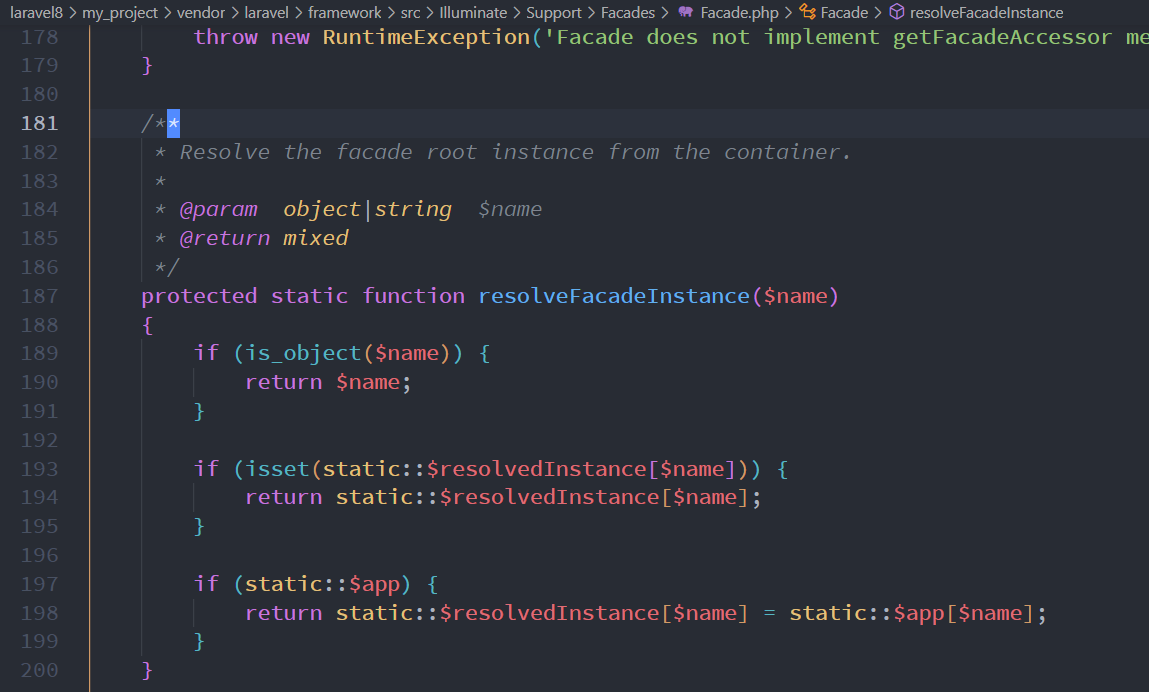 laravel8 > my_project > vendor > laravel > framework > src > Illuminate > Support > Facades > Facade.php > Facade > resolveFacadeInstance
178 throw new RuntimeException('Facade does not implement getFacadeAccessor me
179 }
180
181 /**
182 * Resolve the facade root instance from the container.
183 *
184 * @param  object|string  $name
185 * @return mixed
186 */
187 protected static function resolveFacadeInstance($name)
188 {
189 if (is_object($name)) {
190 return $name;
191 }
192
193 if (isset(static::$resolvedInstance[$name])) {
194 return static::$resolvedInstance[$name];
195 }
196
197 if (static::$app) {
198 return static::$resolvedInstance[$name] = static::$app[$name];
199 }
200 }